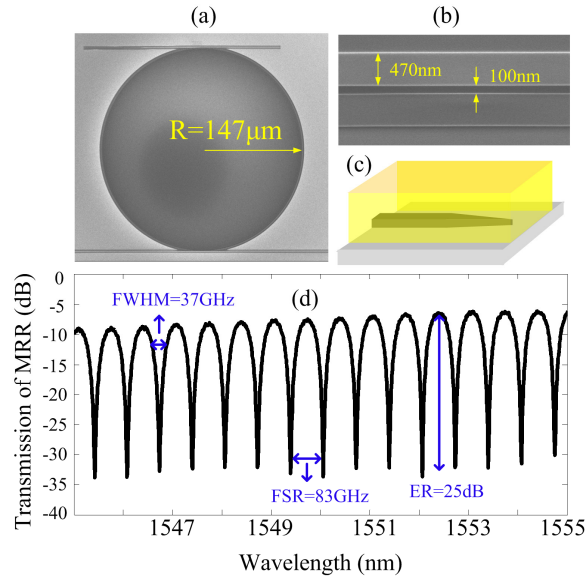 (a)
(b)
R=147μm
470nm
100nm
(c)
(d)
Transmission of MRR (dB)
0
-5
-10
-15
-20
-25
-30
-35
-40
FWHM=37GHz
FSR=83GHz
ER=25dB
1547
1549
1551
1553
1555
Wavelength (nm)